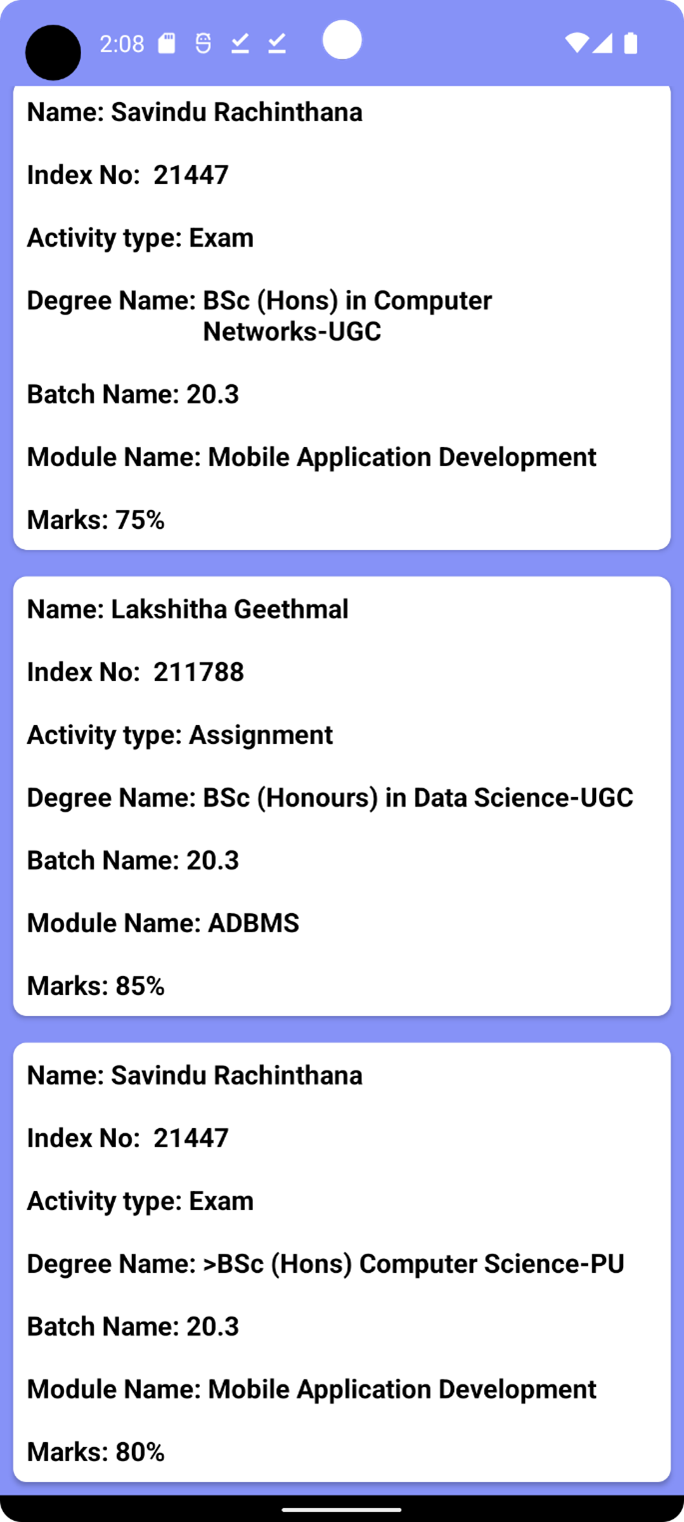 2:08
Name: Savindu Rachinthana
Index No:  21447
Activity type: Exam
Degree Name: BSc (Hons) in Computer
Networks-UGC
Batch Name: 20.3
Module Name: Mobile Application Development
Marks: 75%
Name: Lakshitha Geethmal
Index No:  211788
Activity type: Assignment
Degree Name: BSc (Honours) in Data Science-UGC
Batch Name: 20.3
Module Name: ADBMS
Marks: 85%
Name: Savindu Rachinthana
Index No:  21447
Activity type: Exam
Degree Name: >BSc (Hons) Computer Science-PU
Batch Name: 20.3
Module Name: Mobile Application Development
Marks: 80%